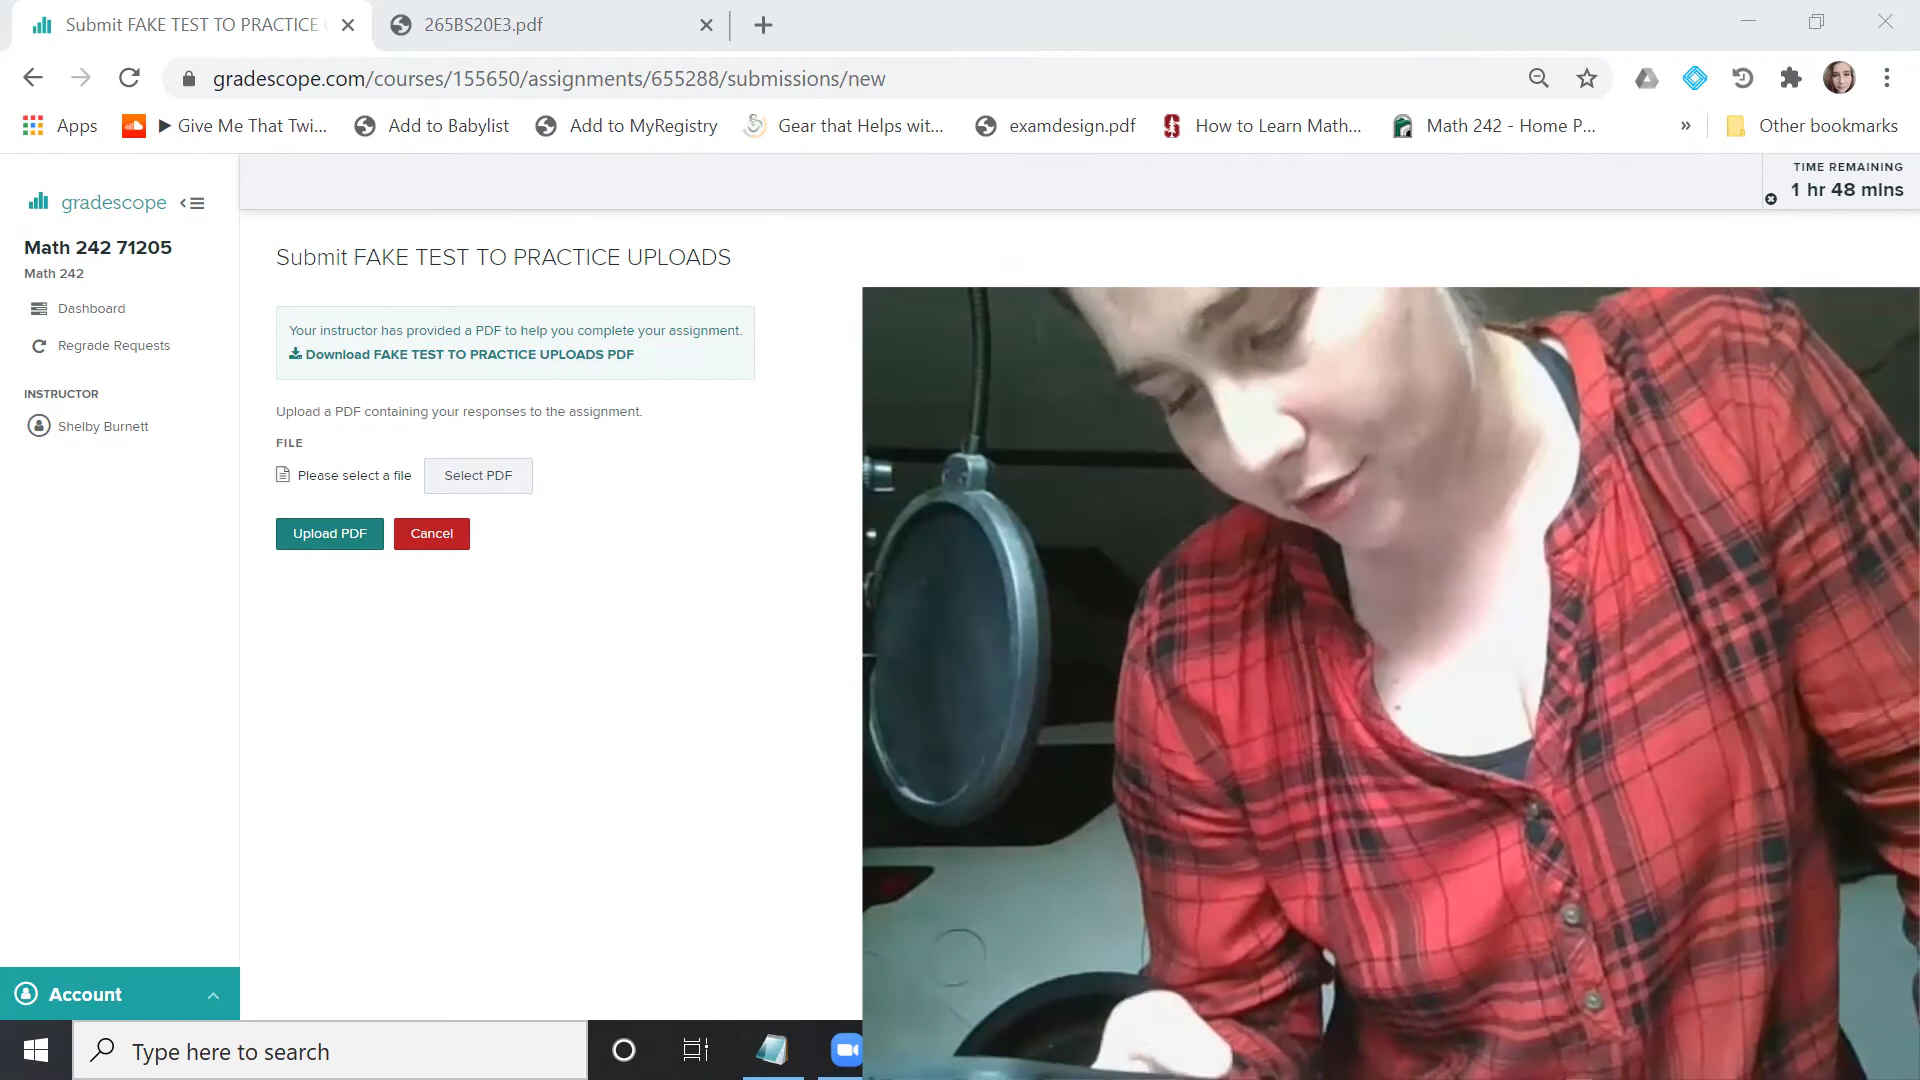 Submit FAKE TEST TO PRACTICE U
265BS20E3.pdf
gradescope.com/courses/155650/assignments/655288/submissions/new
Apps
▶ Give Me That Twi...
Add to Babylist
Add to MyRegistry
Gear that Helps wit...
examdesign.pdf
How to Learn Math...
Math 242 - Home P...
»
Other bookmarks
TIME REMAINING
1 hr 48 mins
gradescope
Math 242 71205
Math 242
Dashboard
Regrade Requests
INSTRUCTOR
Shelby Burnett
Submit FAKE TEST TO PRACTICE UPLOADS
Your instructor has provided a PDF to help you complete your assignment.
Download FAKE TEST TO PRACTICE UPLOADS PDF
Upload a PDF containing your responses to the assignment.
FILE
Please select a file
Select PDF
Upload PDF
Cancel
Account
Type here to search